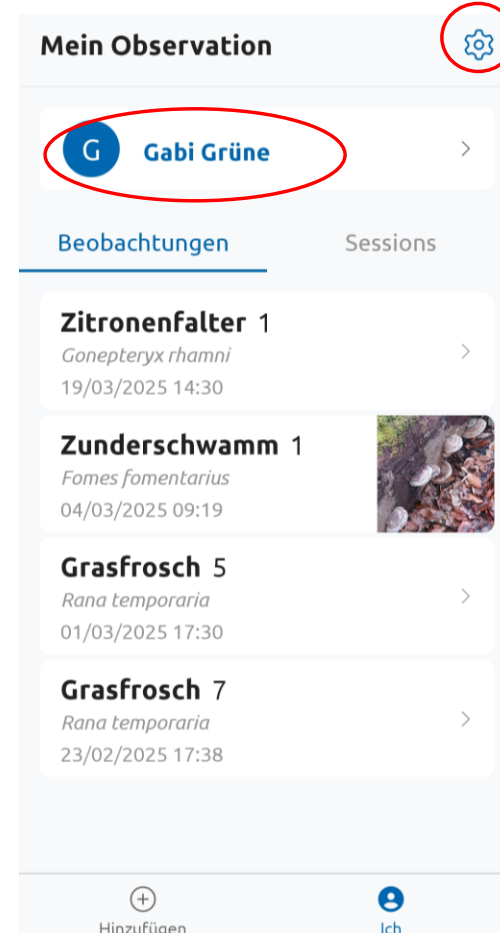 Mein Observation
G Gabi Grüne
Beobachtungen Sessions
Zitronenfalter 1
Gonepteryx rhamni
19/03/2025 14:30
Zunderschwamm 1
Fomes fomentarius
04/03/2025 09:19
Grasfrosch 5
Rana temporaria
01/03/2025 17:30
Grasfrosch 7
Rana temporaria
23/02/2025 17:38
Hinzufügen Ich